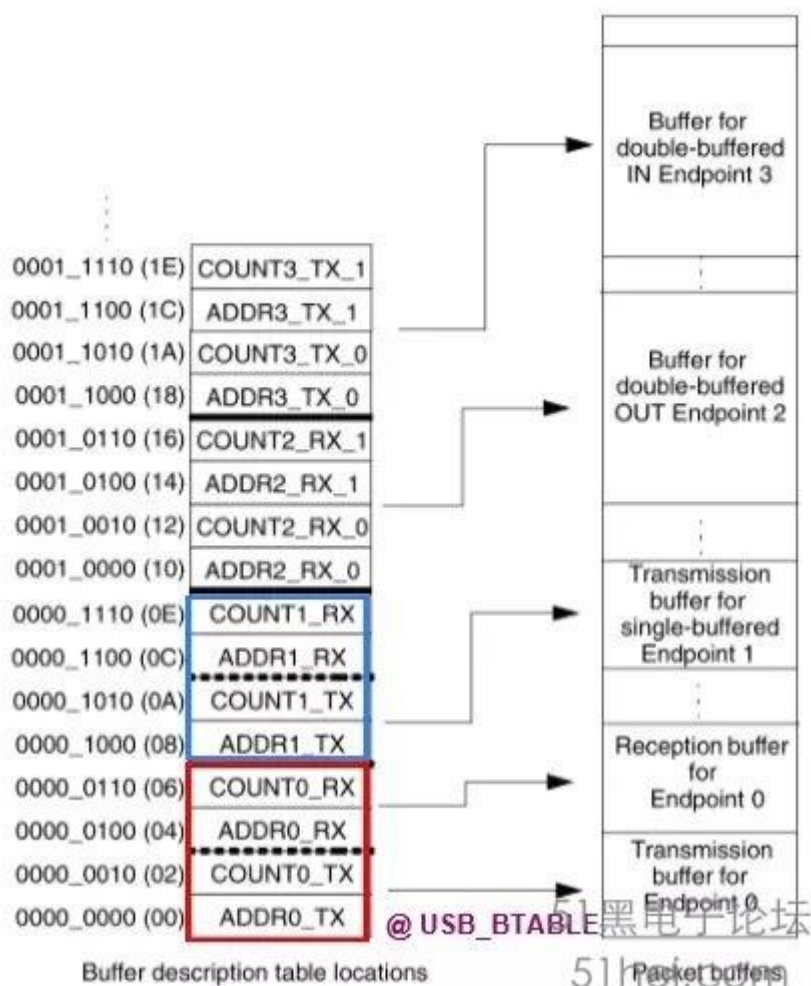 Buffer for
double-buffered
IN Endpoint 3
0001_1110 (1E) COUNT3_TX_1
0001_1100 (1C) ADDR3_TX_1
0001_1010 (1A) COUNT3_TX_0
0001_1000 (18) ADDR3_TX_0
Buffer for
double-buffered
OUT Endpoint 2
0001_0110 (16) COUNT2_RX_1
0001_0100 (14) ADDR2_RX_1
0001_0010 (12) COUNT2_RX_0
0001_0000 (10) ADDR2_RX_0
Transmission
buffer for
single-buffered
Endpoint 1
0000_1110 (0E) COUNT1_RX
0000_1100 (0C) ADDR1_RX
0000_1010 (0A) COUNT1_TX
0000_1000 (08) ADDR1_TX
Reception buffer
for
Endpoint 0
0000_0110 (06) COUNT0_RX
0000_0100 (04) ADDR0_RX
0000_0010 (02) COUNT0_TX
0000_0000 (00) ADDR0_TX
Transmission
buffer for
Endpoint 0
@ USB_BTABLE
51黑电子论坛
Buffer description table locations
Packet buffers
51hei.com